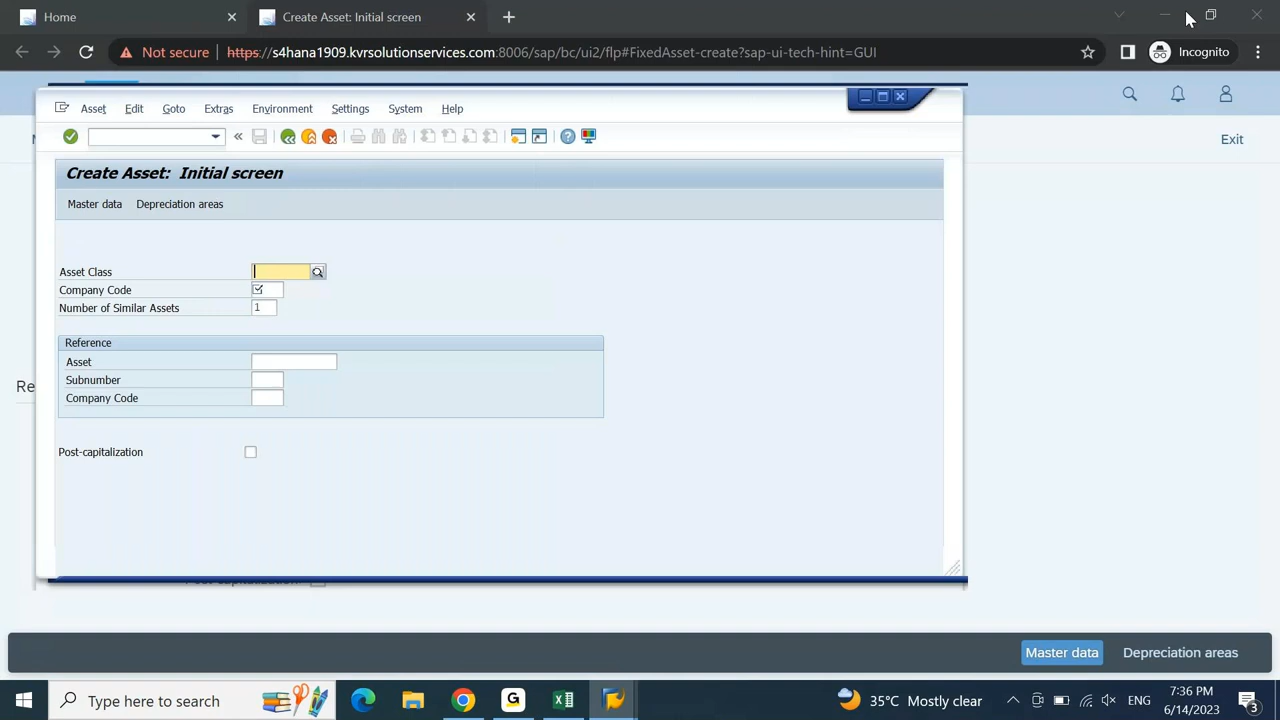 Home
Create Asset: Initial screen
Not secure https://s4hana1909.kvrsolutionservices.com:8006/sap/bc/ui2/flp#FixedAsset-create?sap-ui-tech-hint=GUI
Incognito
Asset Edit Goto Extras Environment Settings System Help
Exit
Create Asset: Initial screen
Master data Depreciation areas
Asset Class
Company Code
Number of Similar Assets 1
Reference
Asset
Re
Subnumber
Company Code
Post-capitalization
Master data Depreciation areas
Type here to search
35°C Mostly clear
ENG
7:36 PM
6/14/2023
3